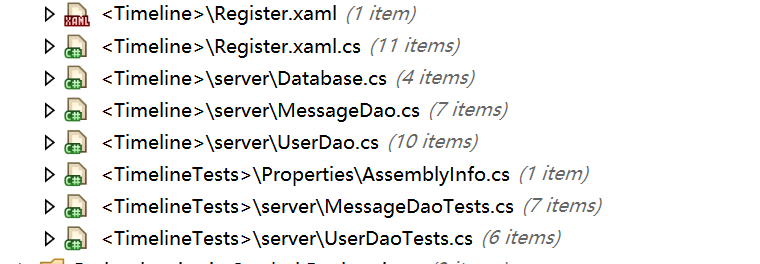 XAML <Timeline>\Register.xaml (1 item)
C# <Timeline>\Register.xaml.cs (11 items)
C# <Timeline>\server\Database.cs (4 items)
C# <Timeline>\server\MessageDao.cs (7 items)
C# <Timeline>\server\UserDao.cs (10 items)
C# <TimelineTests>\Properties\AssemblyInfo.cs (1 item)
C# <TimelineTests>\server\MessageDaoTests.cs (7 items)
C# <TimelineTests>\server\UserDaoTests.cs (6 items)